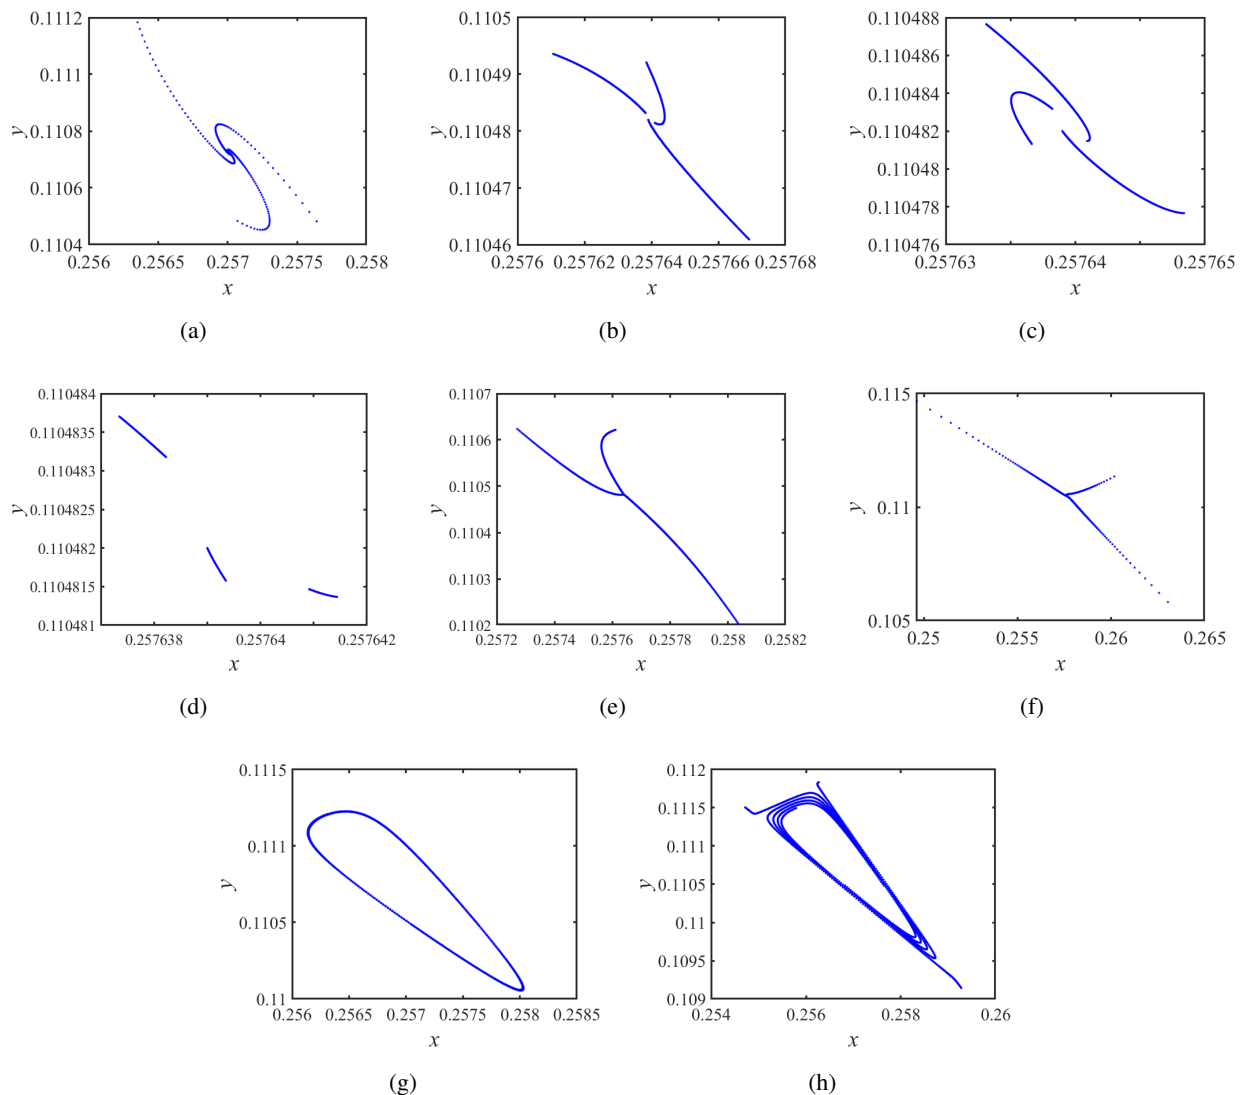 0.1112
0.111
0.1108
0.1106
0.1104
y
0.256 0.2565 0.257 0.2575 0.258
x
(a)
0.1105
0.11049
0.11048
0.11047
0.11046
y
0.2576 0.25762 0.25764 0.25766 0.25768
x
(b)
0.110488
0.110486
0.110484
0.110482
0.11048
0.110478
0.110476
y
0.25763 0.25764 0.25765
x
(c)
0.110484
0.1104835
0.110483
0.1104825
0.110482
0.1104815
0.110481
y
0.257638 0.25764 0.257642
x
(d)
0.1107
0.1106
0.1105
0.1104
0.1103
0.1102
y
0.2572 0.2574 0.2576 0.2578 0.258 0.2582
x
(e)
0.115
0.11
0.105
y
0.25 0.255 0.26 0.265
x
(f)
0.1115
0.111
0.1105
0.11
y
0.256 0.2565 0.257 0.2575 0.258 0.2585
x
(g)
0.112
0.1115
0.111
0.1105
0.11
0.1095
0.109
y
0.254 0.256 0.258 0.26
x
(h)